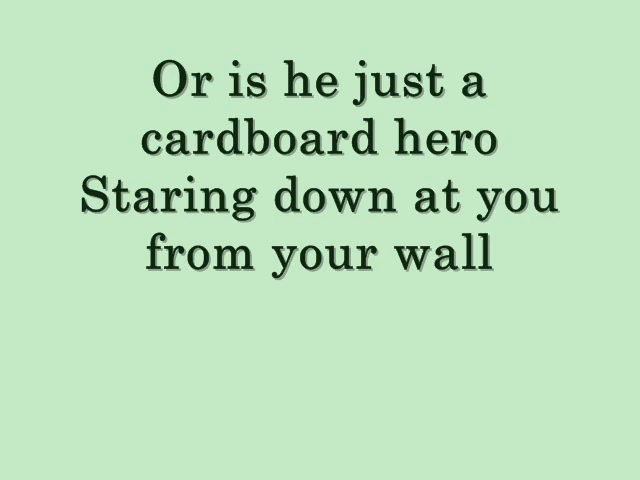 Or is he just a
cardboard hero
Staring down at you
from your wall